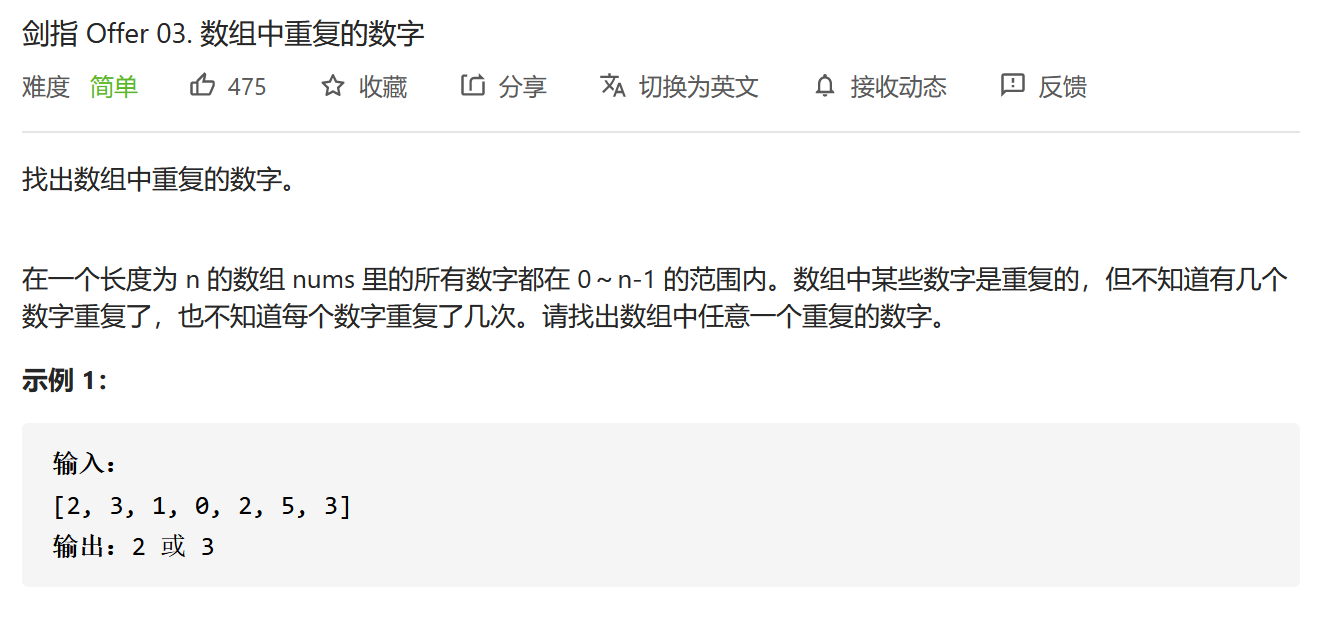 剑指 Offer 03. 数组中重复的数字
难度 简单 475 收藏 分享 切换为英文 接收动态 反馈
找出数组中重复的数字。
在一个长度为 n 的数组 nums 里的所有数字都在 0～n-1 的范围内。数组中某些数字是重复的，但不知道有几个
数字重复了，也不知道每个数字重复了几次。请找出数组中任意一个重复的数字。
示例 1：
输入：
[2, 3, 1, 0, 2, 5, 3]
输出：2 或 3